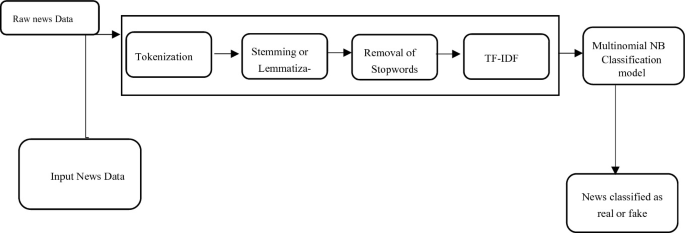 Raw news Data
Tokenization
Stemming or
Lemmatiza-
Removal of
Stopwords
TF-IDF
Multinomial NB
Classification
model
Input News Data
News classified as
real or fake